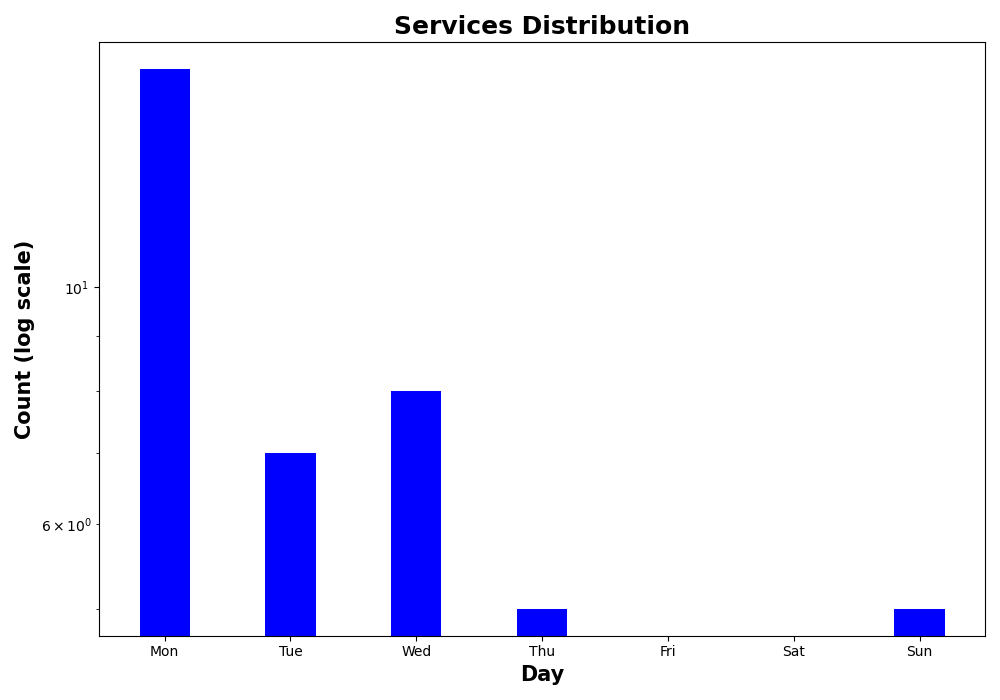 Services Distribution
Count (log scale)
10¹
6 × 10⁰
Mon Tue Wed Thu Fri Sat Sun
Day